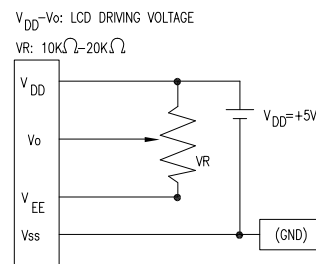 VDD-Vo: LCD DRIVING VOLTAGE
VR: 10KΩ-20KΩ
VDD
VDD=+5V
Vo
VR
VEE
Vss
(GND)